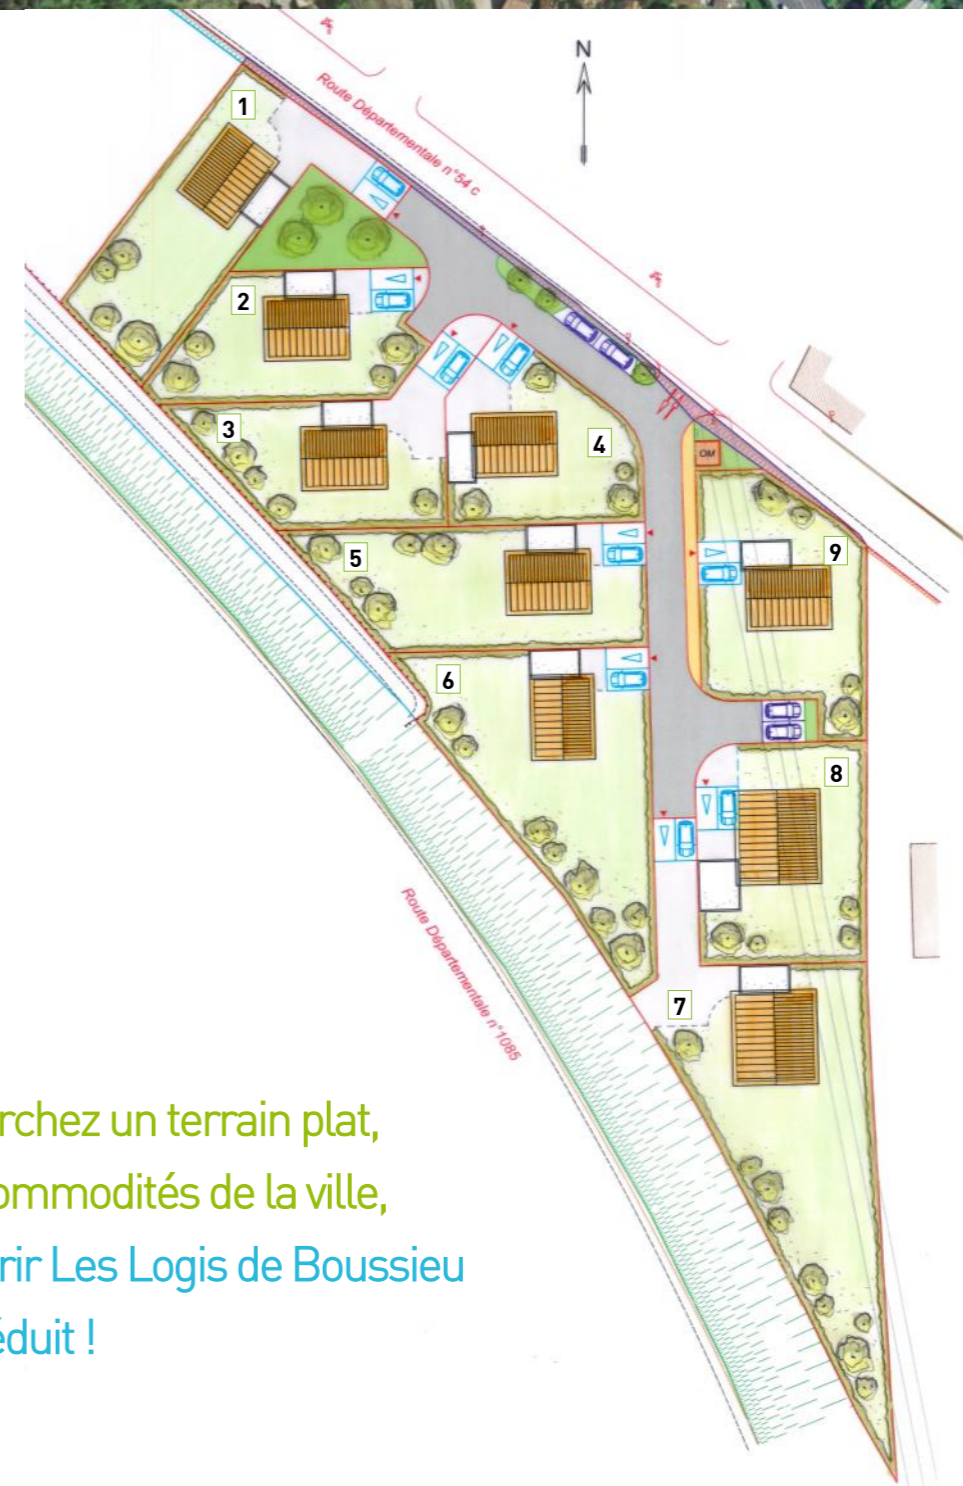 N
Route Départementale n°54 c
1
2
3
4
OM
5
9
6
8
7
Route Départementale n°1085
rchez un terrain plat,
ommodités de la ville,
rir Les Logis de Boussieu
éduit !